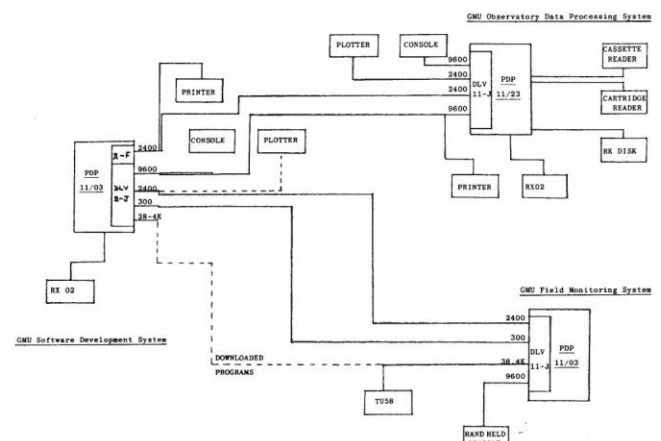 GMU Observatory Data Processing System
PLOTTER
CONSOLE
CASSETTE
READER
9600
2400
2400
9600
DLV
11-J
PDP
11/23
CARTRIDGE
READER
PRINTER
CONSOLE
PLOTTER
RK DISK
2400
9600
2400
300
38-4K
PDP
11/03
DLV
PRINTER
RX02
RX 02
GMU Software Development System
GMU Field Monitoring System
2400
300
38.4K
9600
DLV
11-J
PDP
11/03
DOWNLOADED
PROGRAMS
TU58
HAND HELD